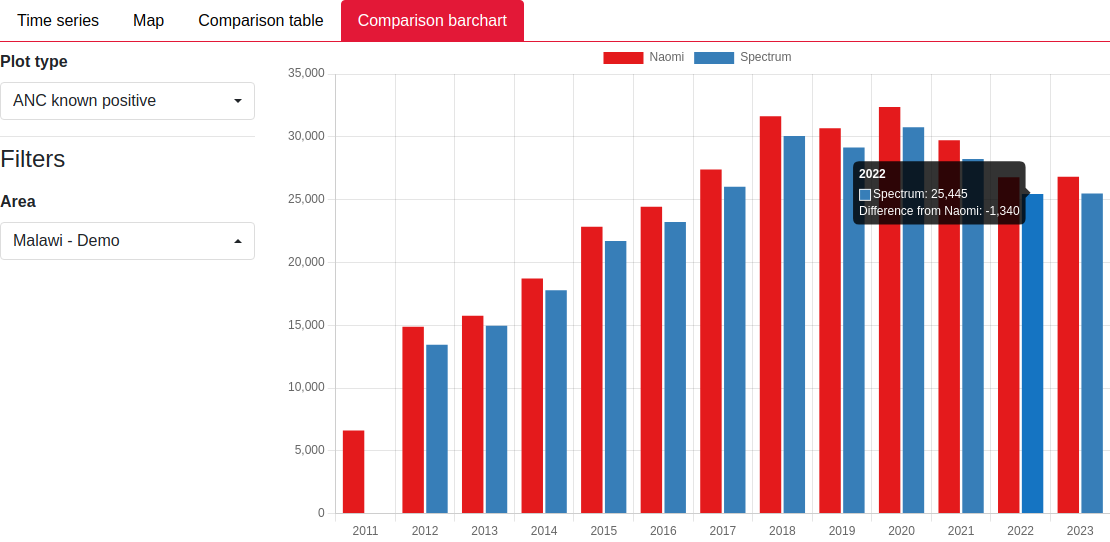 Time series Map Comparison table Comparison barchart
Plot type
ANC known positive
Filters
Area
Malawi - Demo
Naomi Spectrum
35,000
30,000
25,000
20,000
15,000
10,000
5,000
0
2022
Spectrum: 25,445
Difference from Naomi: -1,340
2011 2012 2013 2014 2015 2016 2017 2018 2019 2020 2021 2022 2023